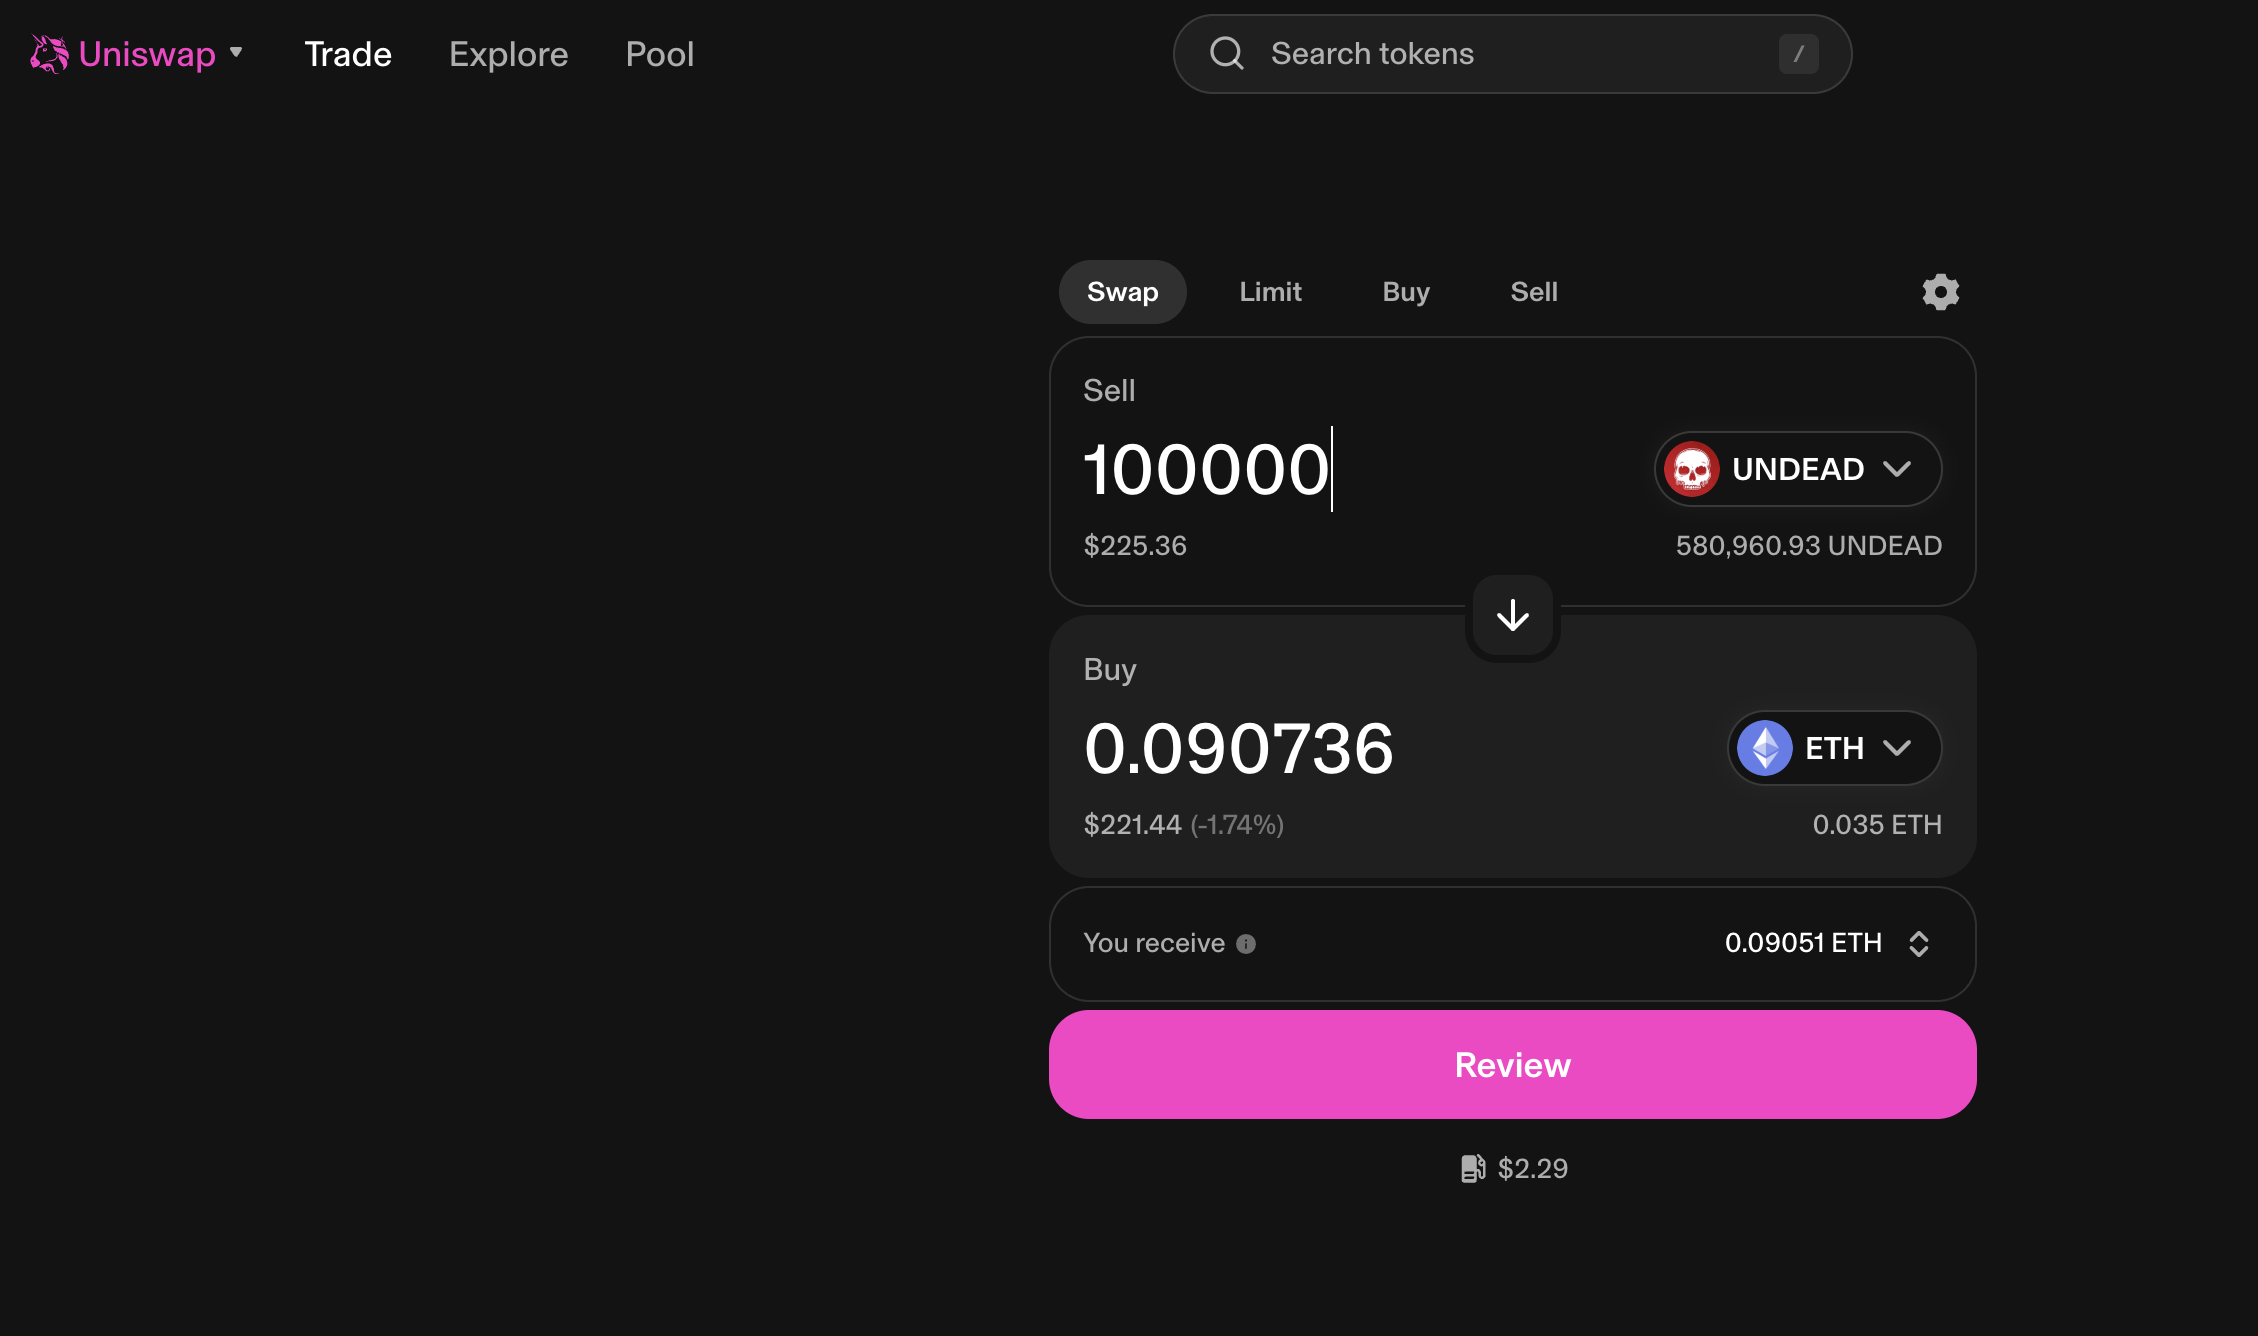 Uniswap Trade Explore Pool
Search tokens /
Swap Limit Buy Sell
Sell
100000 UNDEAD
$225.36 580,960.93 UNDEAD
Buy
0.090736 ETH
$221.44 (-1.74%) 0.035 ETH
You receive 0.09051 ETH
Review
$2.29